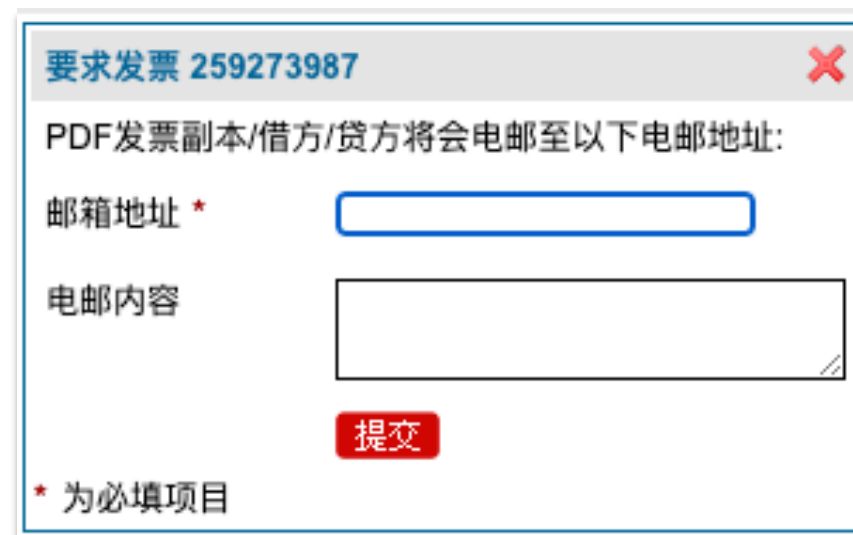 要求发票 259273987
PDF发票副本/借方/贷方将会电邮至以下电邮地址:
邮箱地址 *
电邮内容
提交
* 为必填项目